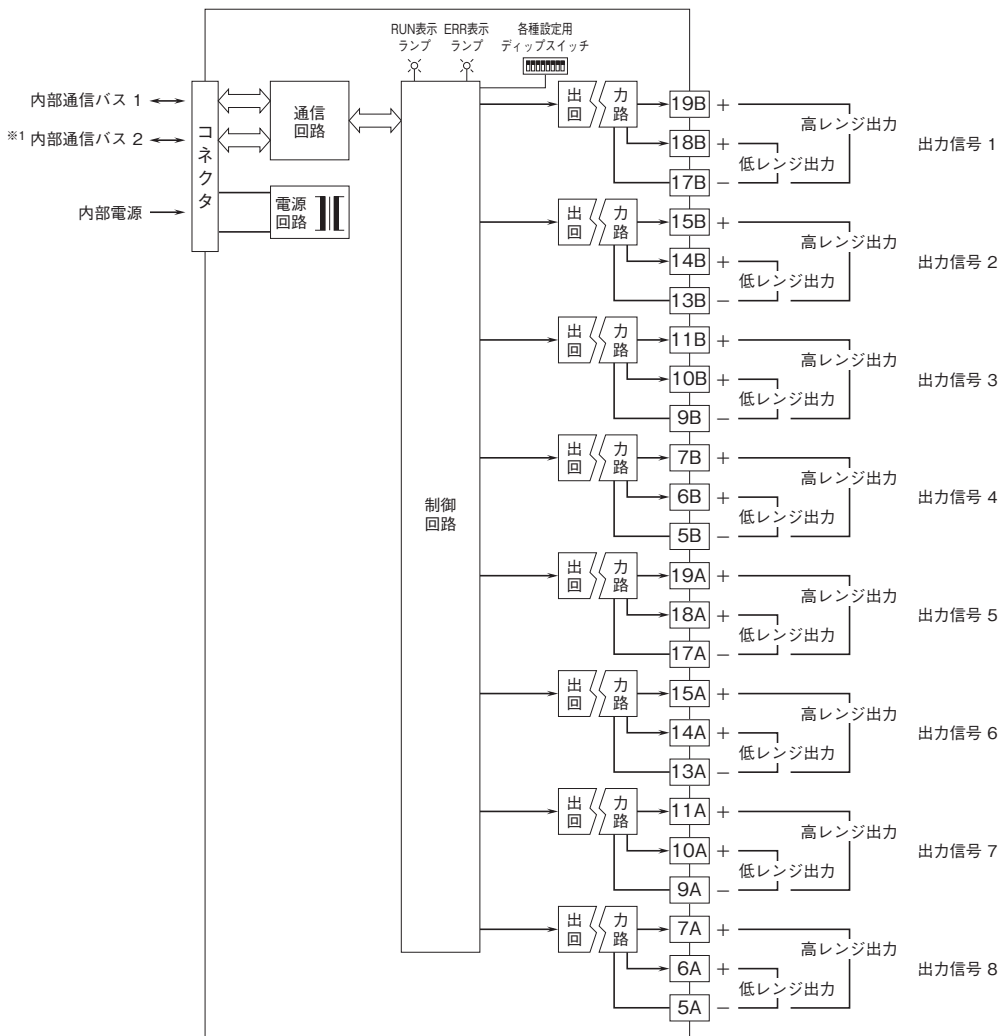 RUN表示
ランプ
ERR表示
ランプ
各種設定用
ディップスイッチ
内部通信バス 1
※1 内部通信バス 2
内部電源
コネクタ
通信
回路
電源
回路
制御
回路
出 力
回 路
19B +
18B +
17B −
高レンジ出力
低レンジ出力
出力信号 1
出 力
回 路
15B +
14B +
13B −
高レンジ出力
低レンジ出力
出力信号 2
出 力
回 路
11B +
10B +
9B −
高レンジ出力
低レンジ出力
出力信号 3
出 力
回 路
7B +
6B +
5B −
高レンジ出力
低レンジ出力
出力信号 4
出 力
回 路
19A +
18A +
17A −
高レンジ出力
低レンジ出力
出力信号 5
出 力
回 路
15A +
14A +
13A −
高レンジ出力
低レンジ出力
出力信号 6
出 力
回 路
11A +
10A +
9A −
高レンジ出力
低レンジ出力
出力信号 7
出 力
回 路
7A +
6A +
5A −
高レンジ出力
低レンジ出力
出力信号 8